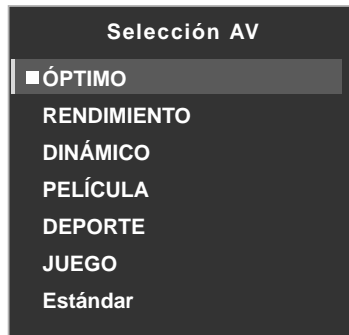 Selección AV
ÓPTIMO
RENDIMIENTO
DINÁMICO
PELÍCULA
DEPORTE
JUEGO
Estándar